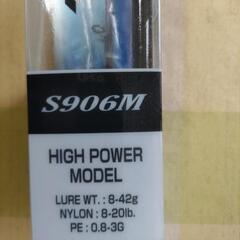 S906M
HIGH POWER
MODEL
LURE WT. : 8-42g
NYLON : 8-20lb.
PE : 0.8-3G